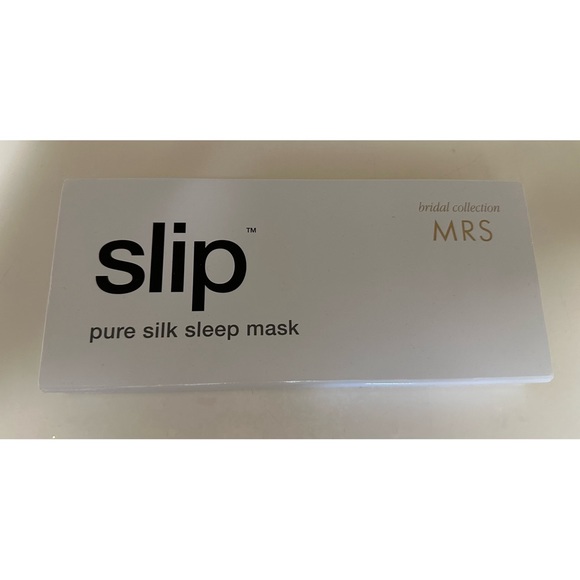 slip™
pure silk sleep mask
bridal collection
MRS